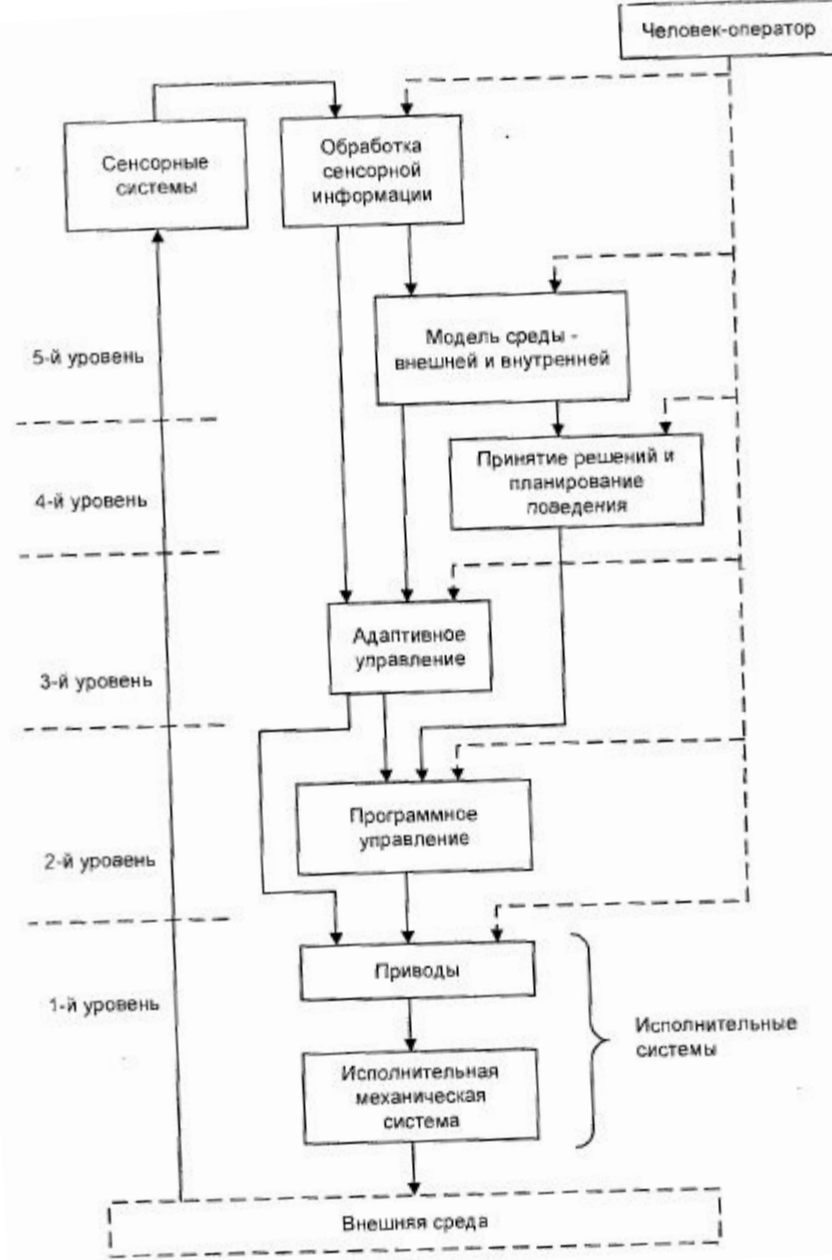 Человек-оператор
Сенсорные
системы
Обработка
сенсорной
информации
Модель среды -
внешней и внутренней
5-й уровень
Принятие решений и
планирование
поведения
4-й уровень
Адаптивное
управление
3-й уровень
Программное
управление
2-й уровень
Приводы
1-й уровень
Исполнительные
системы
Исполнительная
механическая
система
Внешняя среда